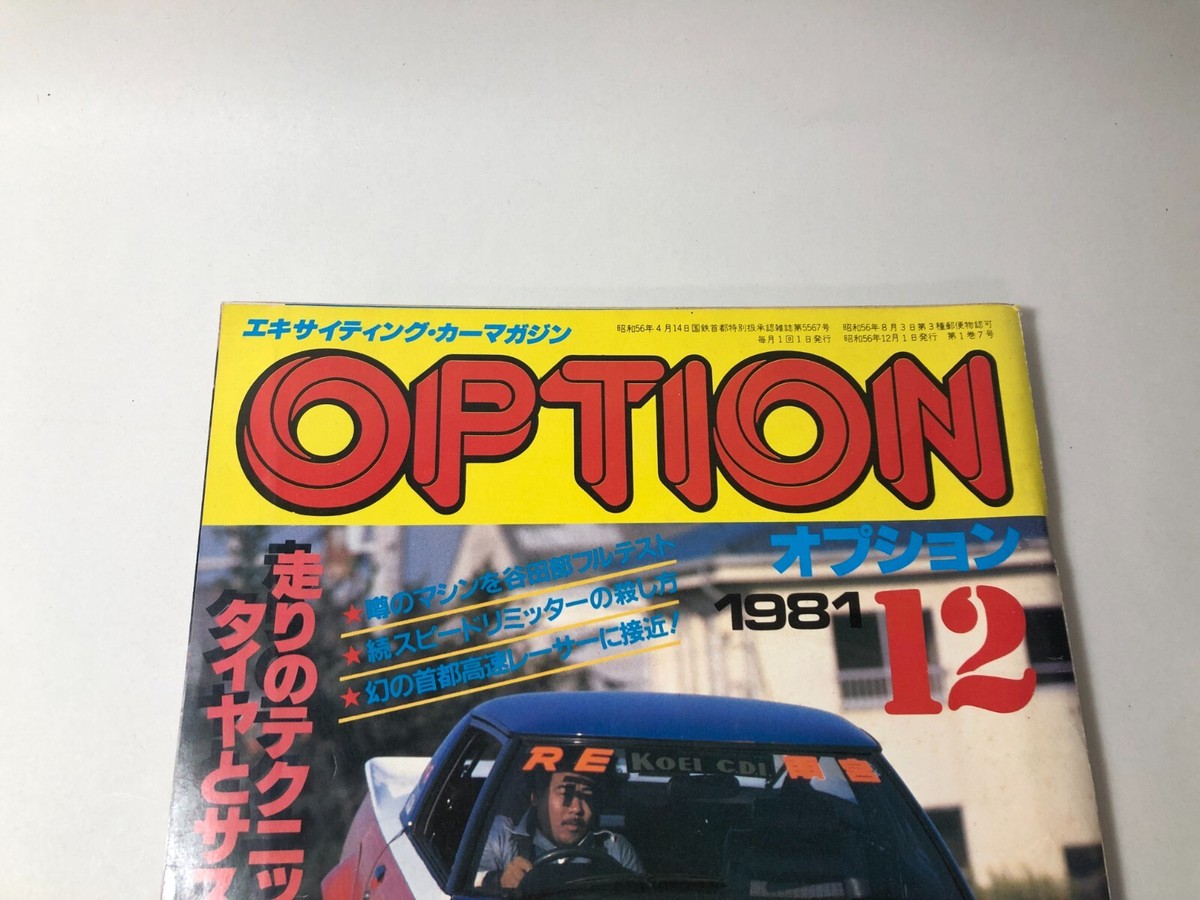 エキサイティング・カーマガジン
昭和56年4月14日国鉄首都特別扱承認雑誌第5567号 昭和56年8月3日第3種郵便物認可
毎月1回1日発行 昭和56年12月1日発行 第1巻7号
OPTION
オプション
1981 12
★噂のマシンを谷田部フルテスト
★続スピードリミッターの殺し方
★幻の首都高速レーサーに接近!
走りのテクニッ
タイヤとサス
RE KOEI C.D.I. 雨宮